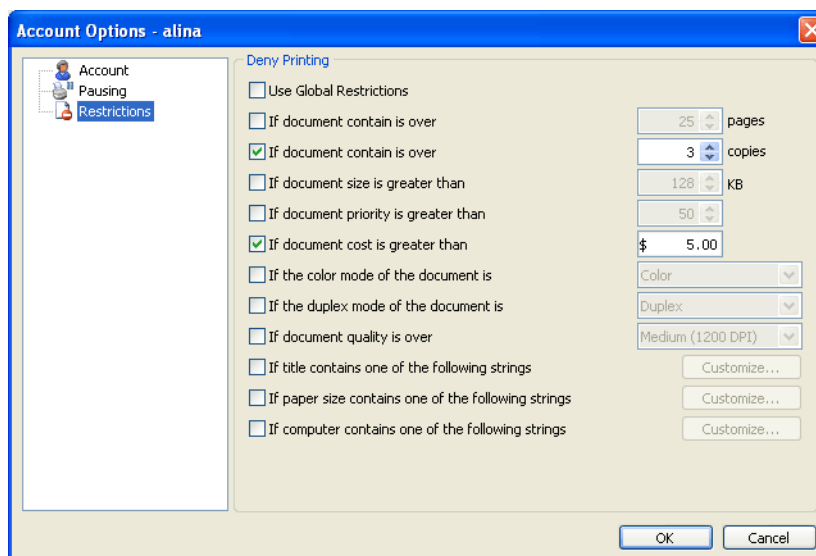 Account Options - alina
Account
Pausing
Restrictions
Deny Printing
Use Global Restrictions
If document contain is over 25 pages
If document contain is over 3 copies
If document size is greater than 128 KB
If document priority is greater than 50
If document cost is greater than $ 5.00
If the color mode of the document is Color
If the duplex mode of the document is Duplex
If document quality is over Medium (1200 DPI)
If title contains one of the following strings Customize...
If paper size contains one of the following strings Customize...
If computer contains one of the following strings Customize...
OK Cancel